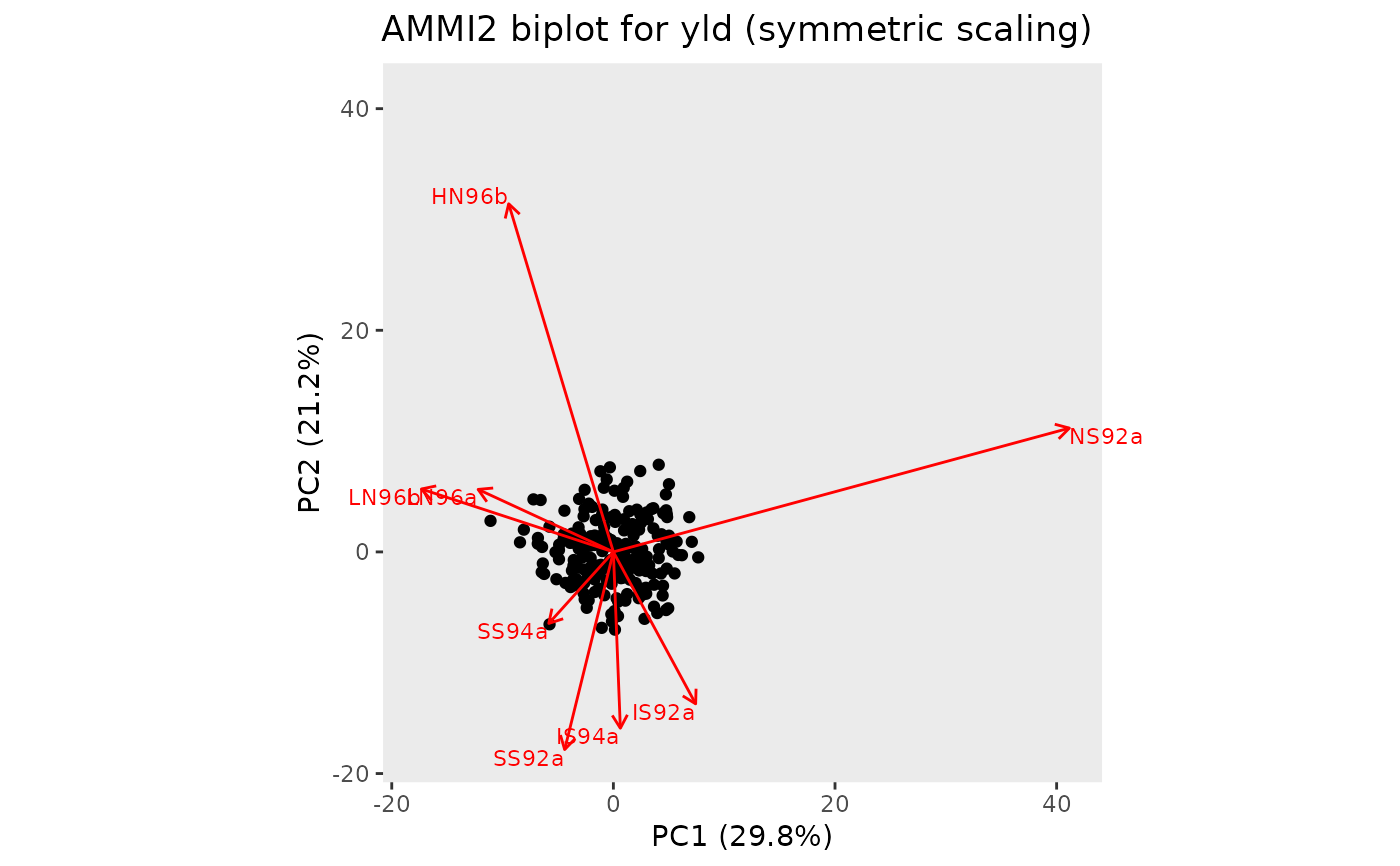 AMMI2 biplot for yld (symmetric scaling)
40
HN96b
20
NS92a
LN96b
LN96a
0
SS94a
IS92a
IS94a
SS92a
-20
-20
0
20
40
PC1 (29.8%)
PC2 (21.2%)